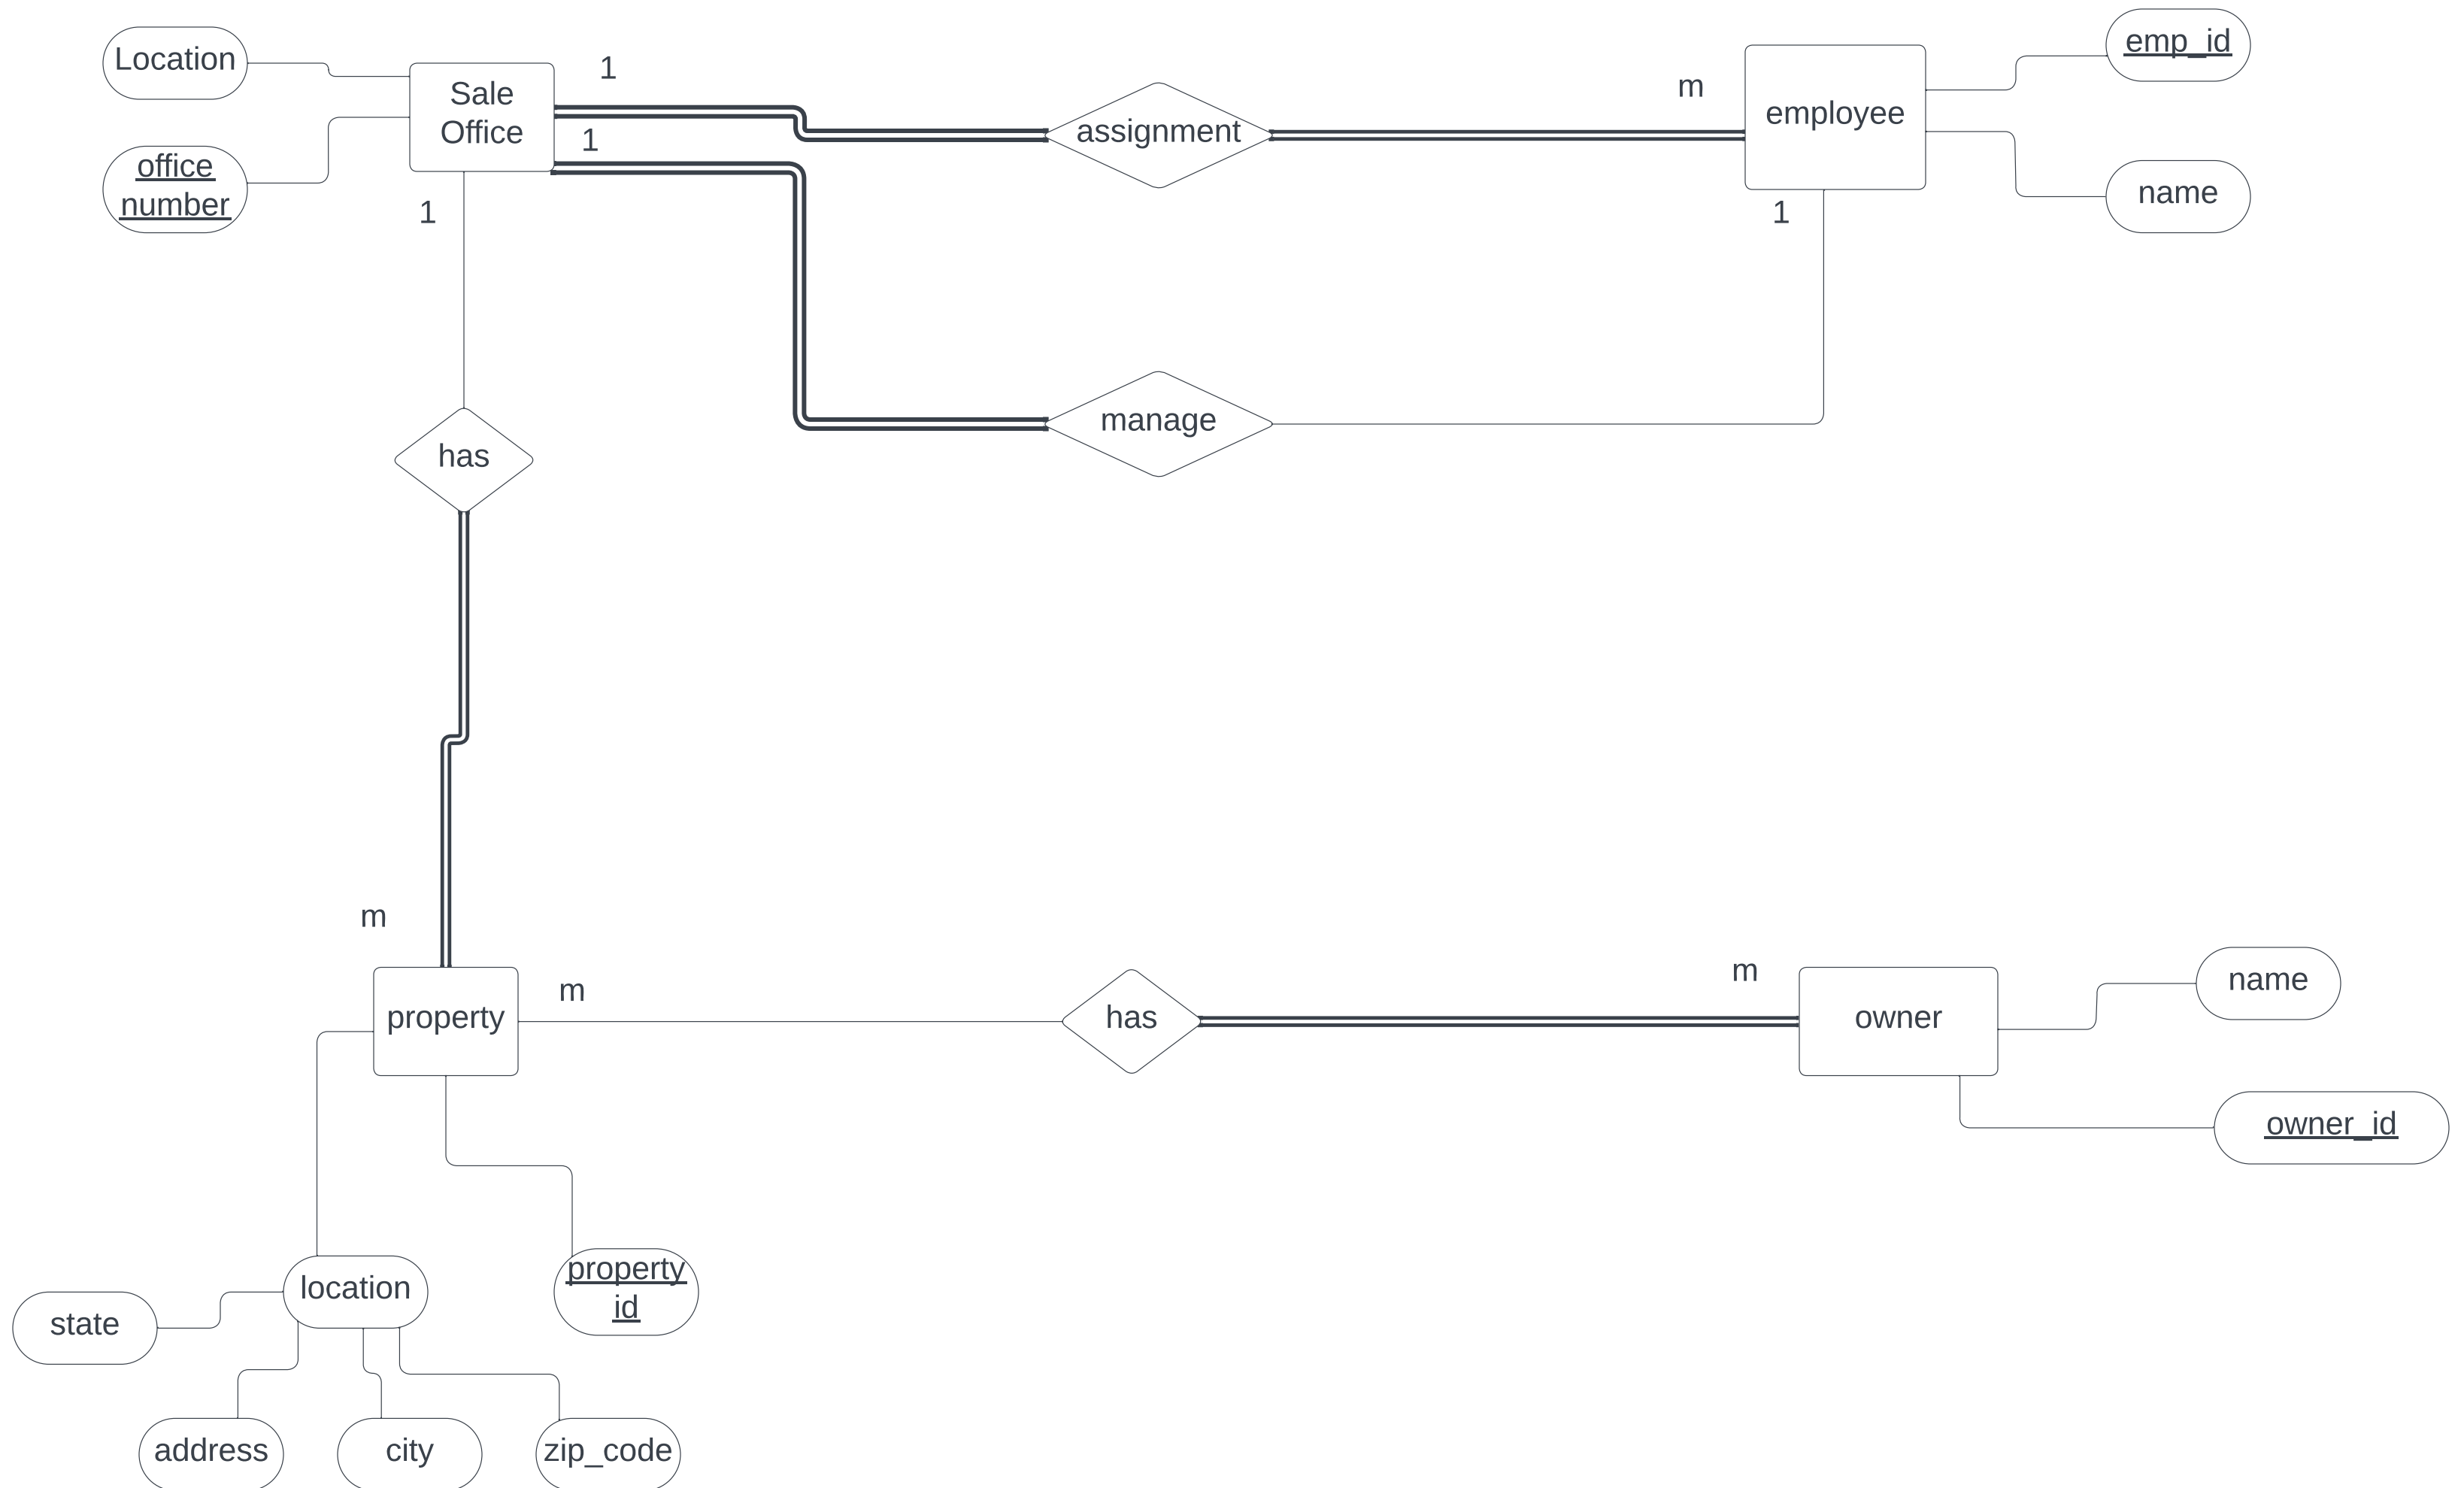 Location
Sale
Office
office
number
1
1
1
assignment
m
employee
1
emp_id
name
has
manage
m
property
m
has
m
owner
name
owner_id
location
property
id
state
address
city
zip_code